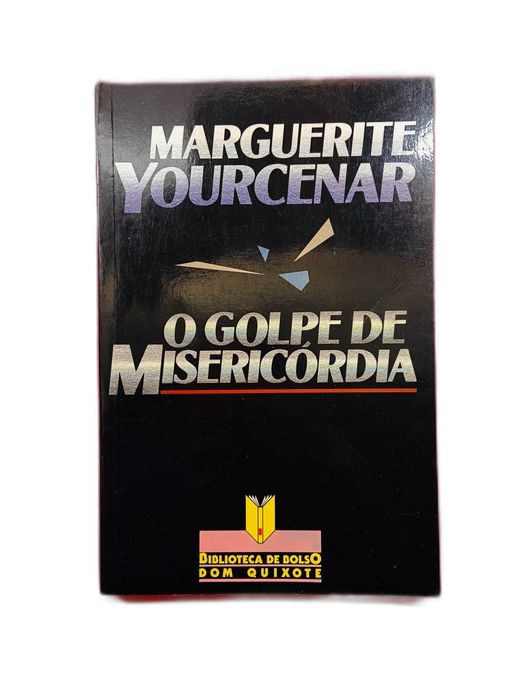 MARGUERITE
YOURCENAR
O GOLPE DE
MISERICÓRDIA
BIBLIOTECA DE BOLSO
DOM QUIXOTE